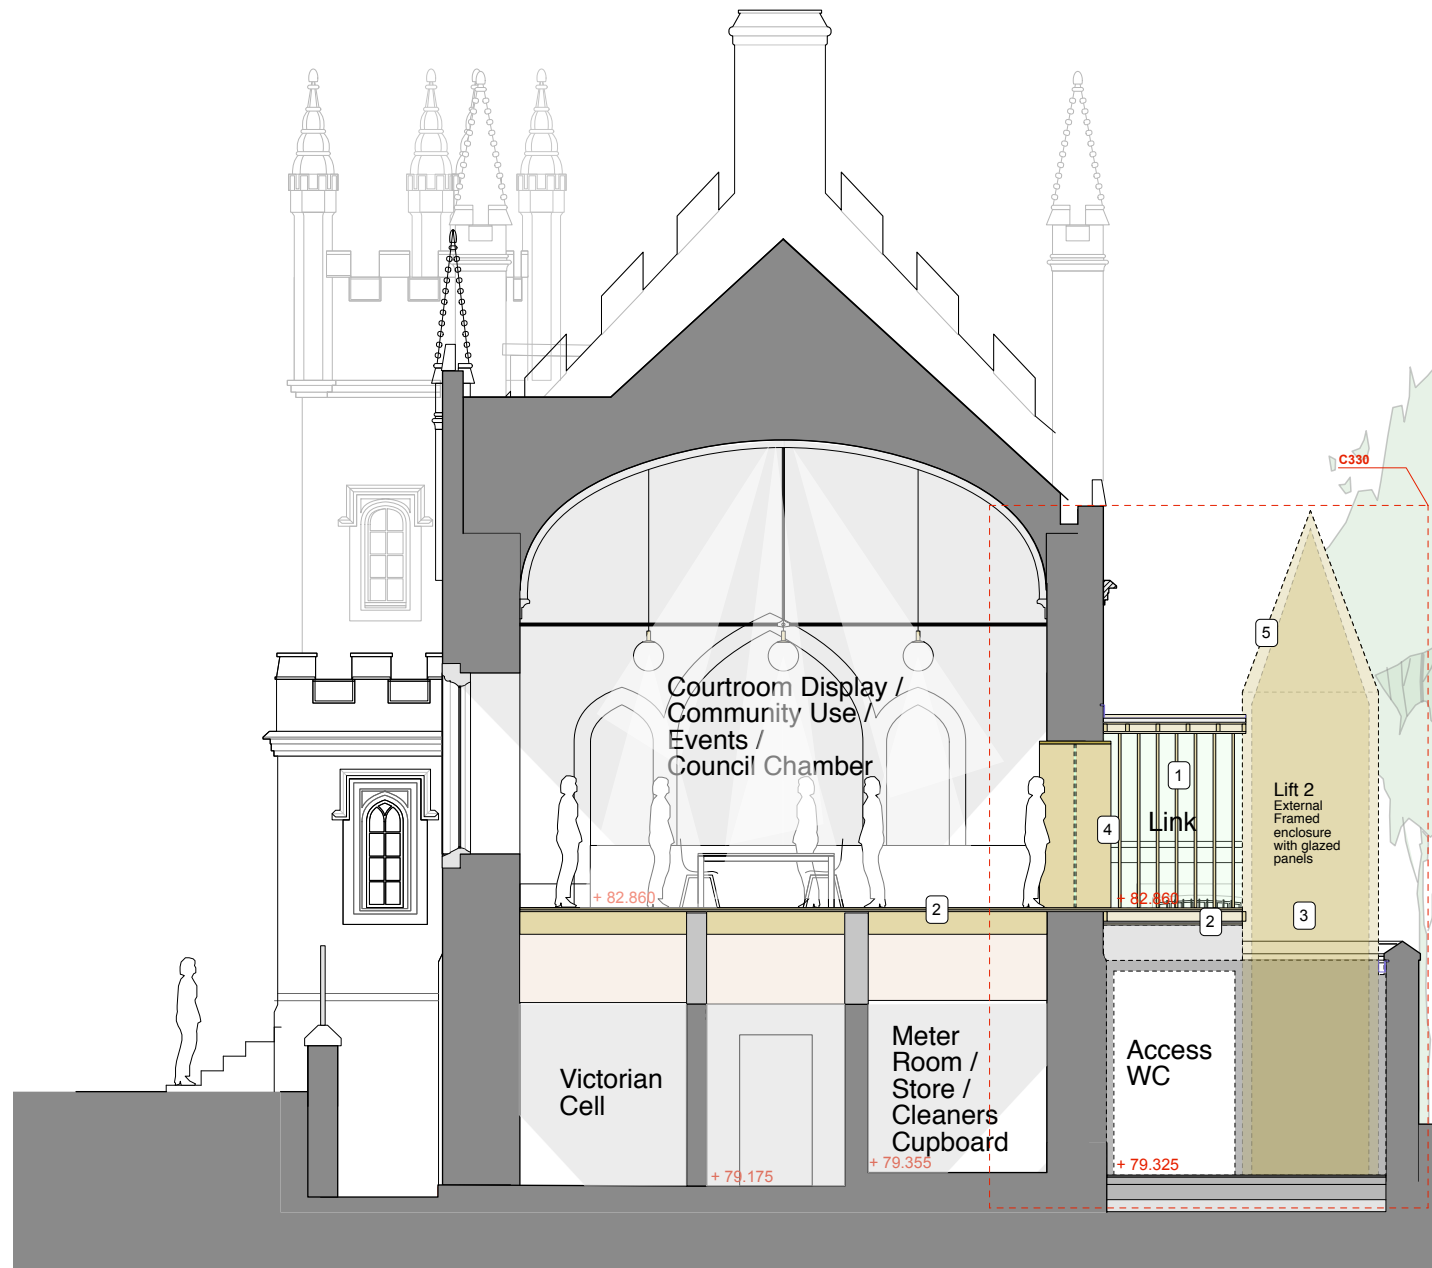 C330
5
Courtroom Display /
Community Use /
Events /
Council Chamber
1
Lift 2
External
Framed
enclosure
with glazed
panels
Link
4
+ 82.860
+ 82.860
2
2
3
Meter
Room /
Store /
Cleaners
Cupboard
Access
WC
Victorian
Cell
+ 79.175
+ 79.355
+ 79.325